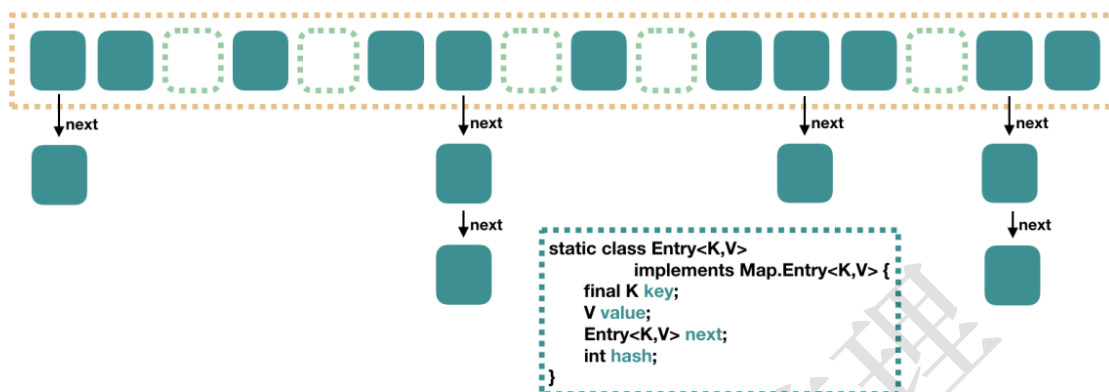 next
next
next
next
next
next
static class Entry<K,V>
implements Map.Entry<K,V> {
final K key;
V value;
Entry<K,V> next;
int hash;
}
理